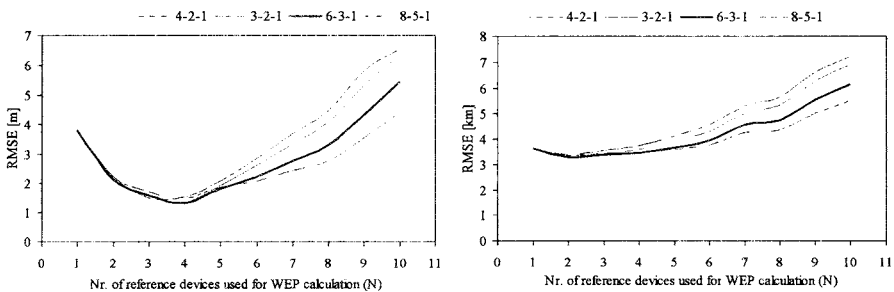 4-2-1 3-2-1 6-3-1 8-5-1
7
6
5
4
3
2
1
0
RMSE [m]
0 1 2 3 4 5 6 7 8 9 10 11
Nr. of reference devices used for WEP calculation (N)
4-2-1 3-2-1 6-3-1 8-5-1
8
7
6
5
4
3
2
1
0
RMSE [km]
0 1 2 3 4 5 6 7 8 9 10 11
Nr. of reference devices used for WEP calculation (N)